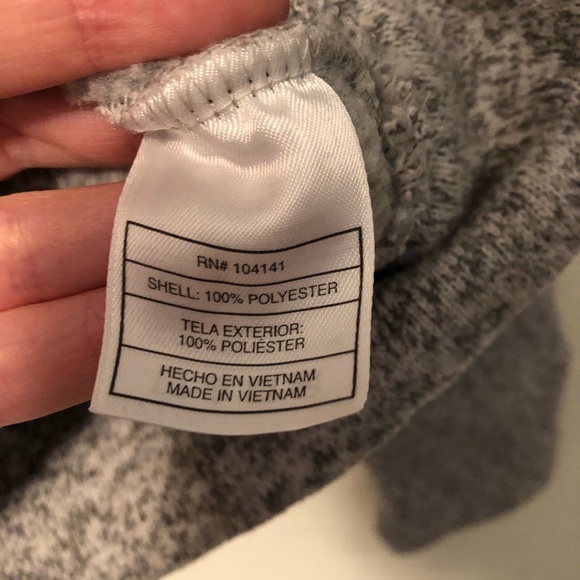 RN# 104141
SHELL: 100% POLYESTER
TELA EXTERIOR:
100% POLIÉSTER
HECHO EN VIETNAM
MADE IN VIETNAM